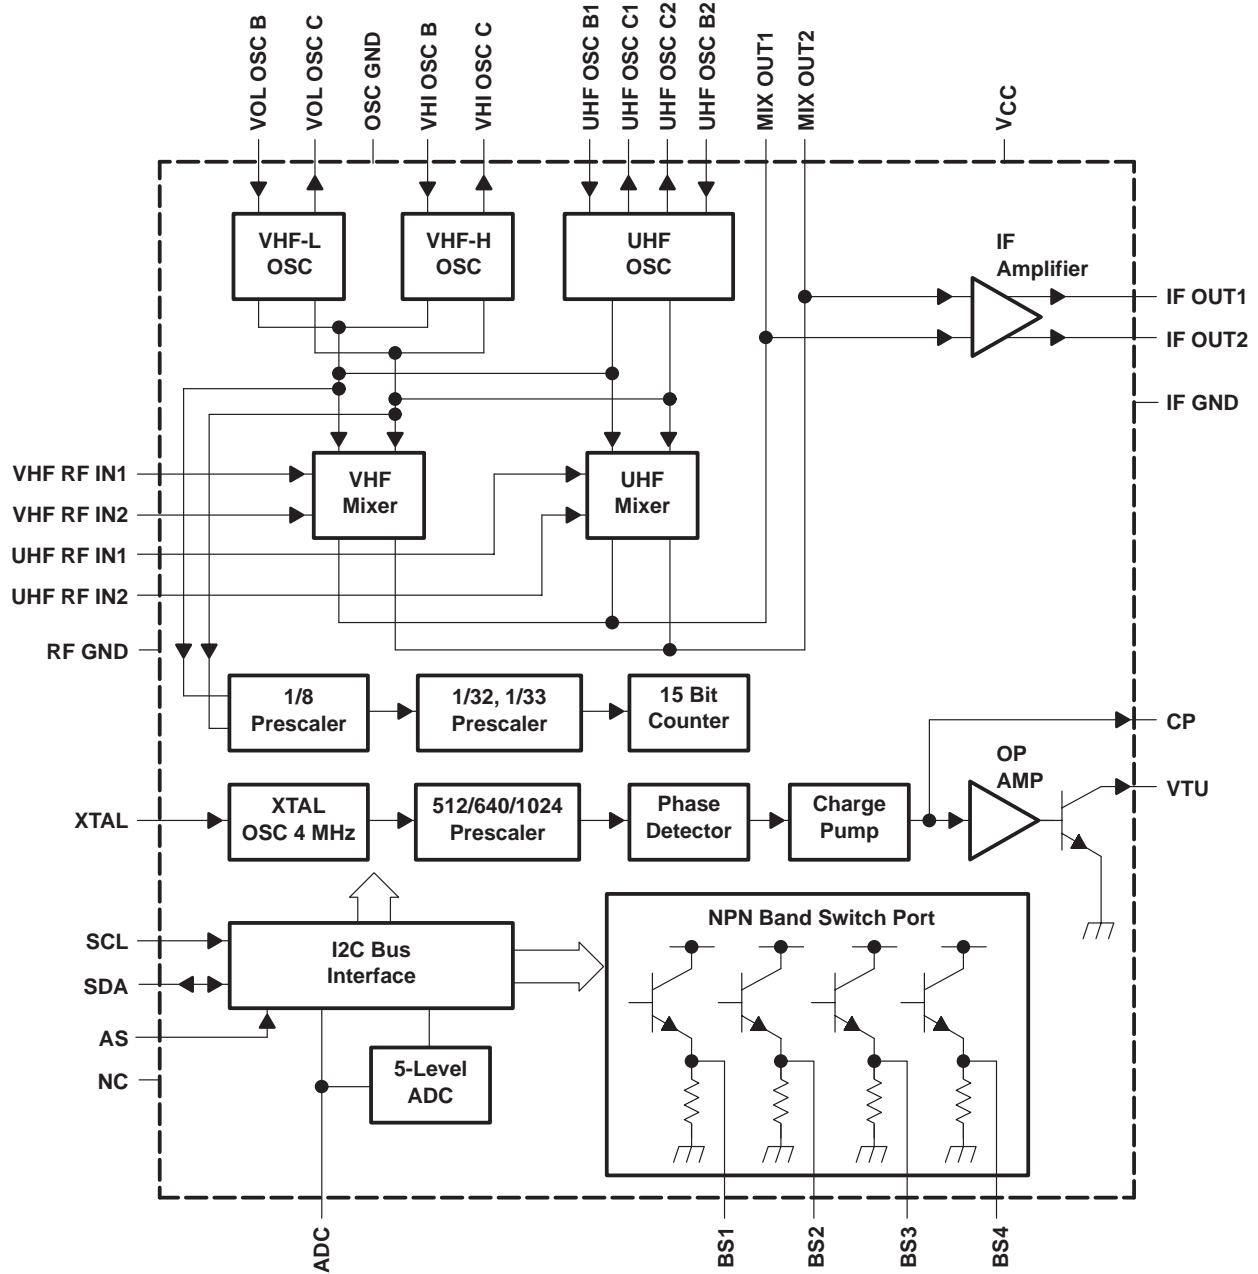 VOL OSC B
VOL OSC C
OSC GND
VHI OSC B
VHI OSC C
UHF OSC B1
UHF OSC C1
UHF OSC C2
UHF OSC B2
MIX OUT1
MIX OUT2
VCC
VHF-L
OSC
VHF-H
OSC
UHF
OSC
IF
Amplifier
IF OUT1
IF OUT2
IF GND
VHF RF IN1
VHF RF IN2
UHF RF IN1
UHF RF IN2
RF GND
VHF
Mixer
UHF
Mixer
1/8
Prescaler
1/32, 1/33
Prescaler
15 Bit
Counter
CP
OP
AMP
VTU
XTAL
XTAL
OSC 4 MHz
512/640/1024
Prescaler
Phase
Detector
Charge
Pump
NPN Band Switch Port
SCL
SDA
AS
NC
I2C Bus
Interface
5-Level
ADC
ADC
BS1
BS2
BS3
BS4